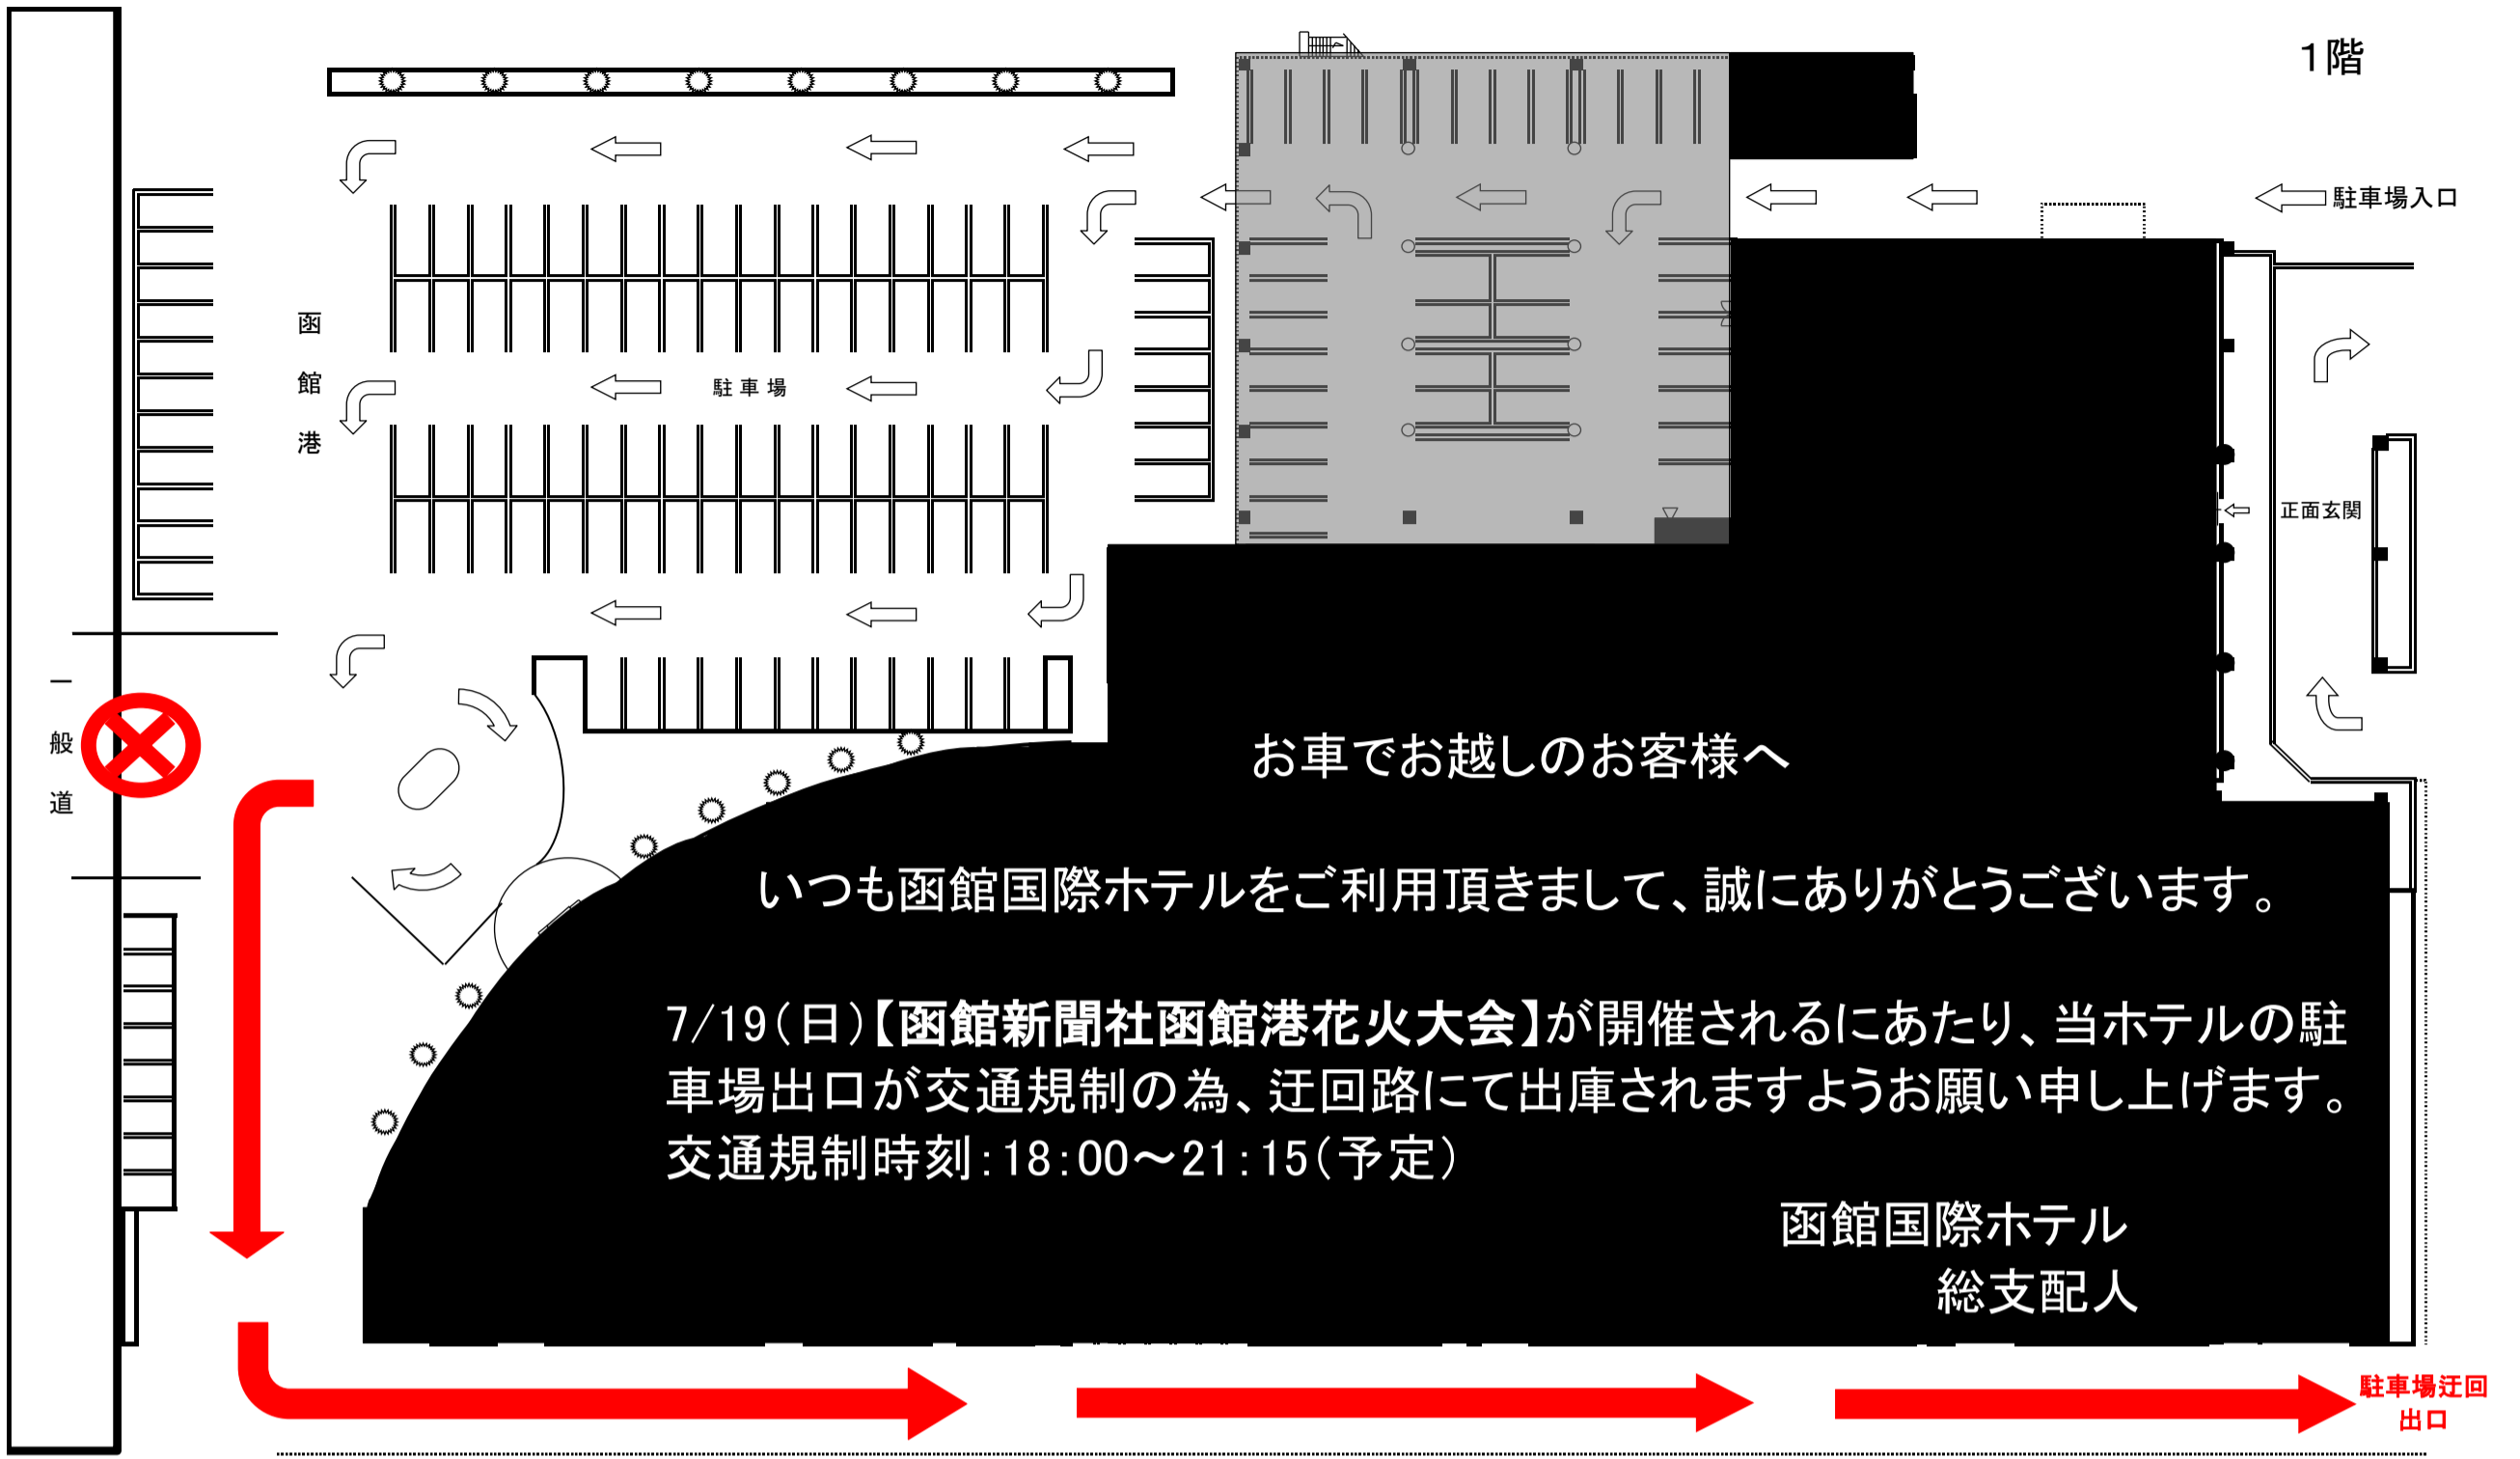 1階
駐車場入口
函館港
駐車場
正面玄関
一般道
お車でお越しのお客様へ
いつも函館国際ホテルをご利用頂きまして、誠にありがとうございます。
7/19(日)【函館新聞社函館港花火大会】が開催されるにあたり、当ホテルの駐
車場出口が交通規制の為、迂回路にて出庫されますようお願い申し上げます。
交通規制時刻：18：00～21：15(予定)
函館国際ホテル
総支配人
駐車場迂回
出口